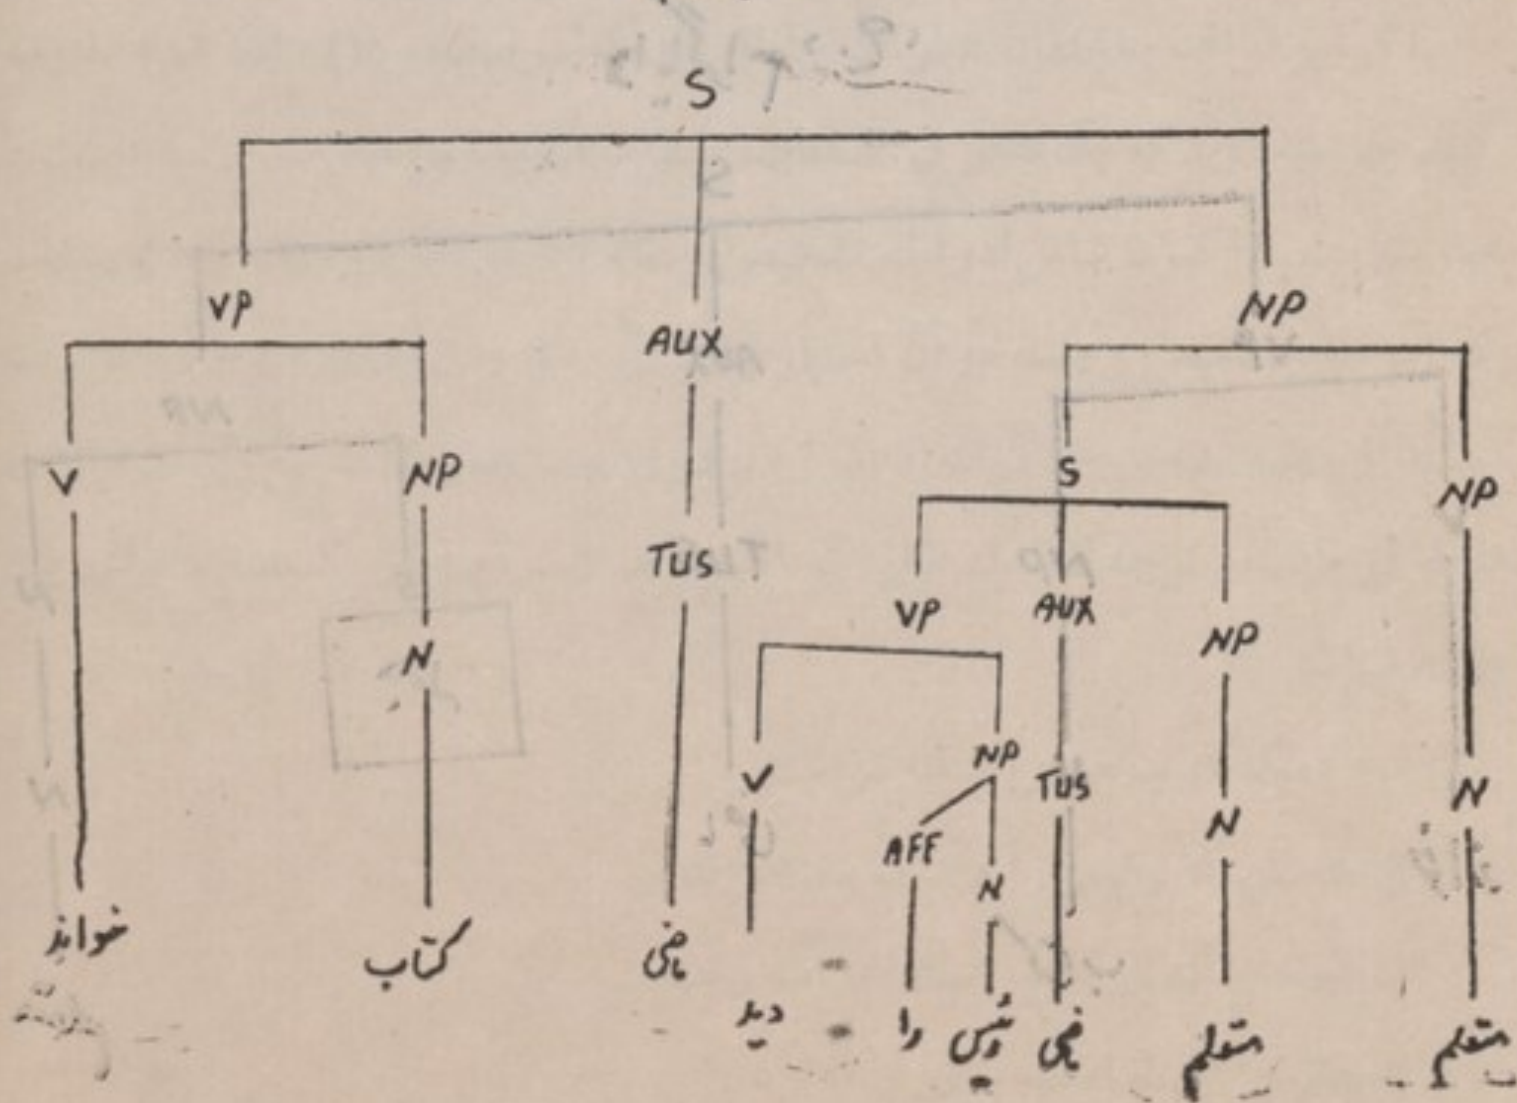 S
NP AUX VP
NP S NP V
NP AUX VP TUS N
N N TUS NP V
N AFF
متعلم متعلم ماضی رئیس را دید ماضی کتاب خواند